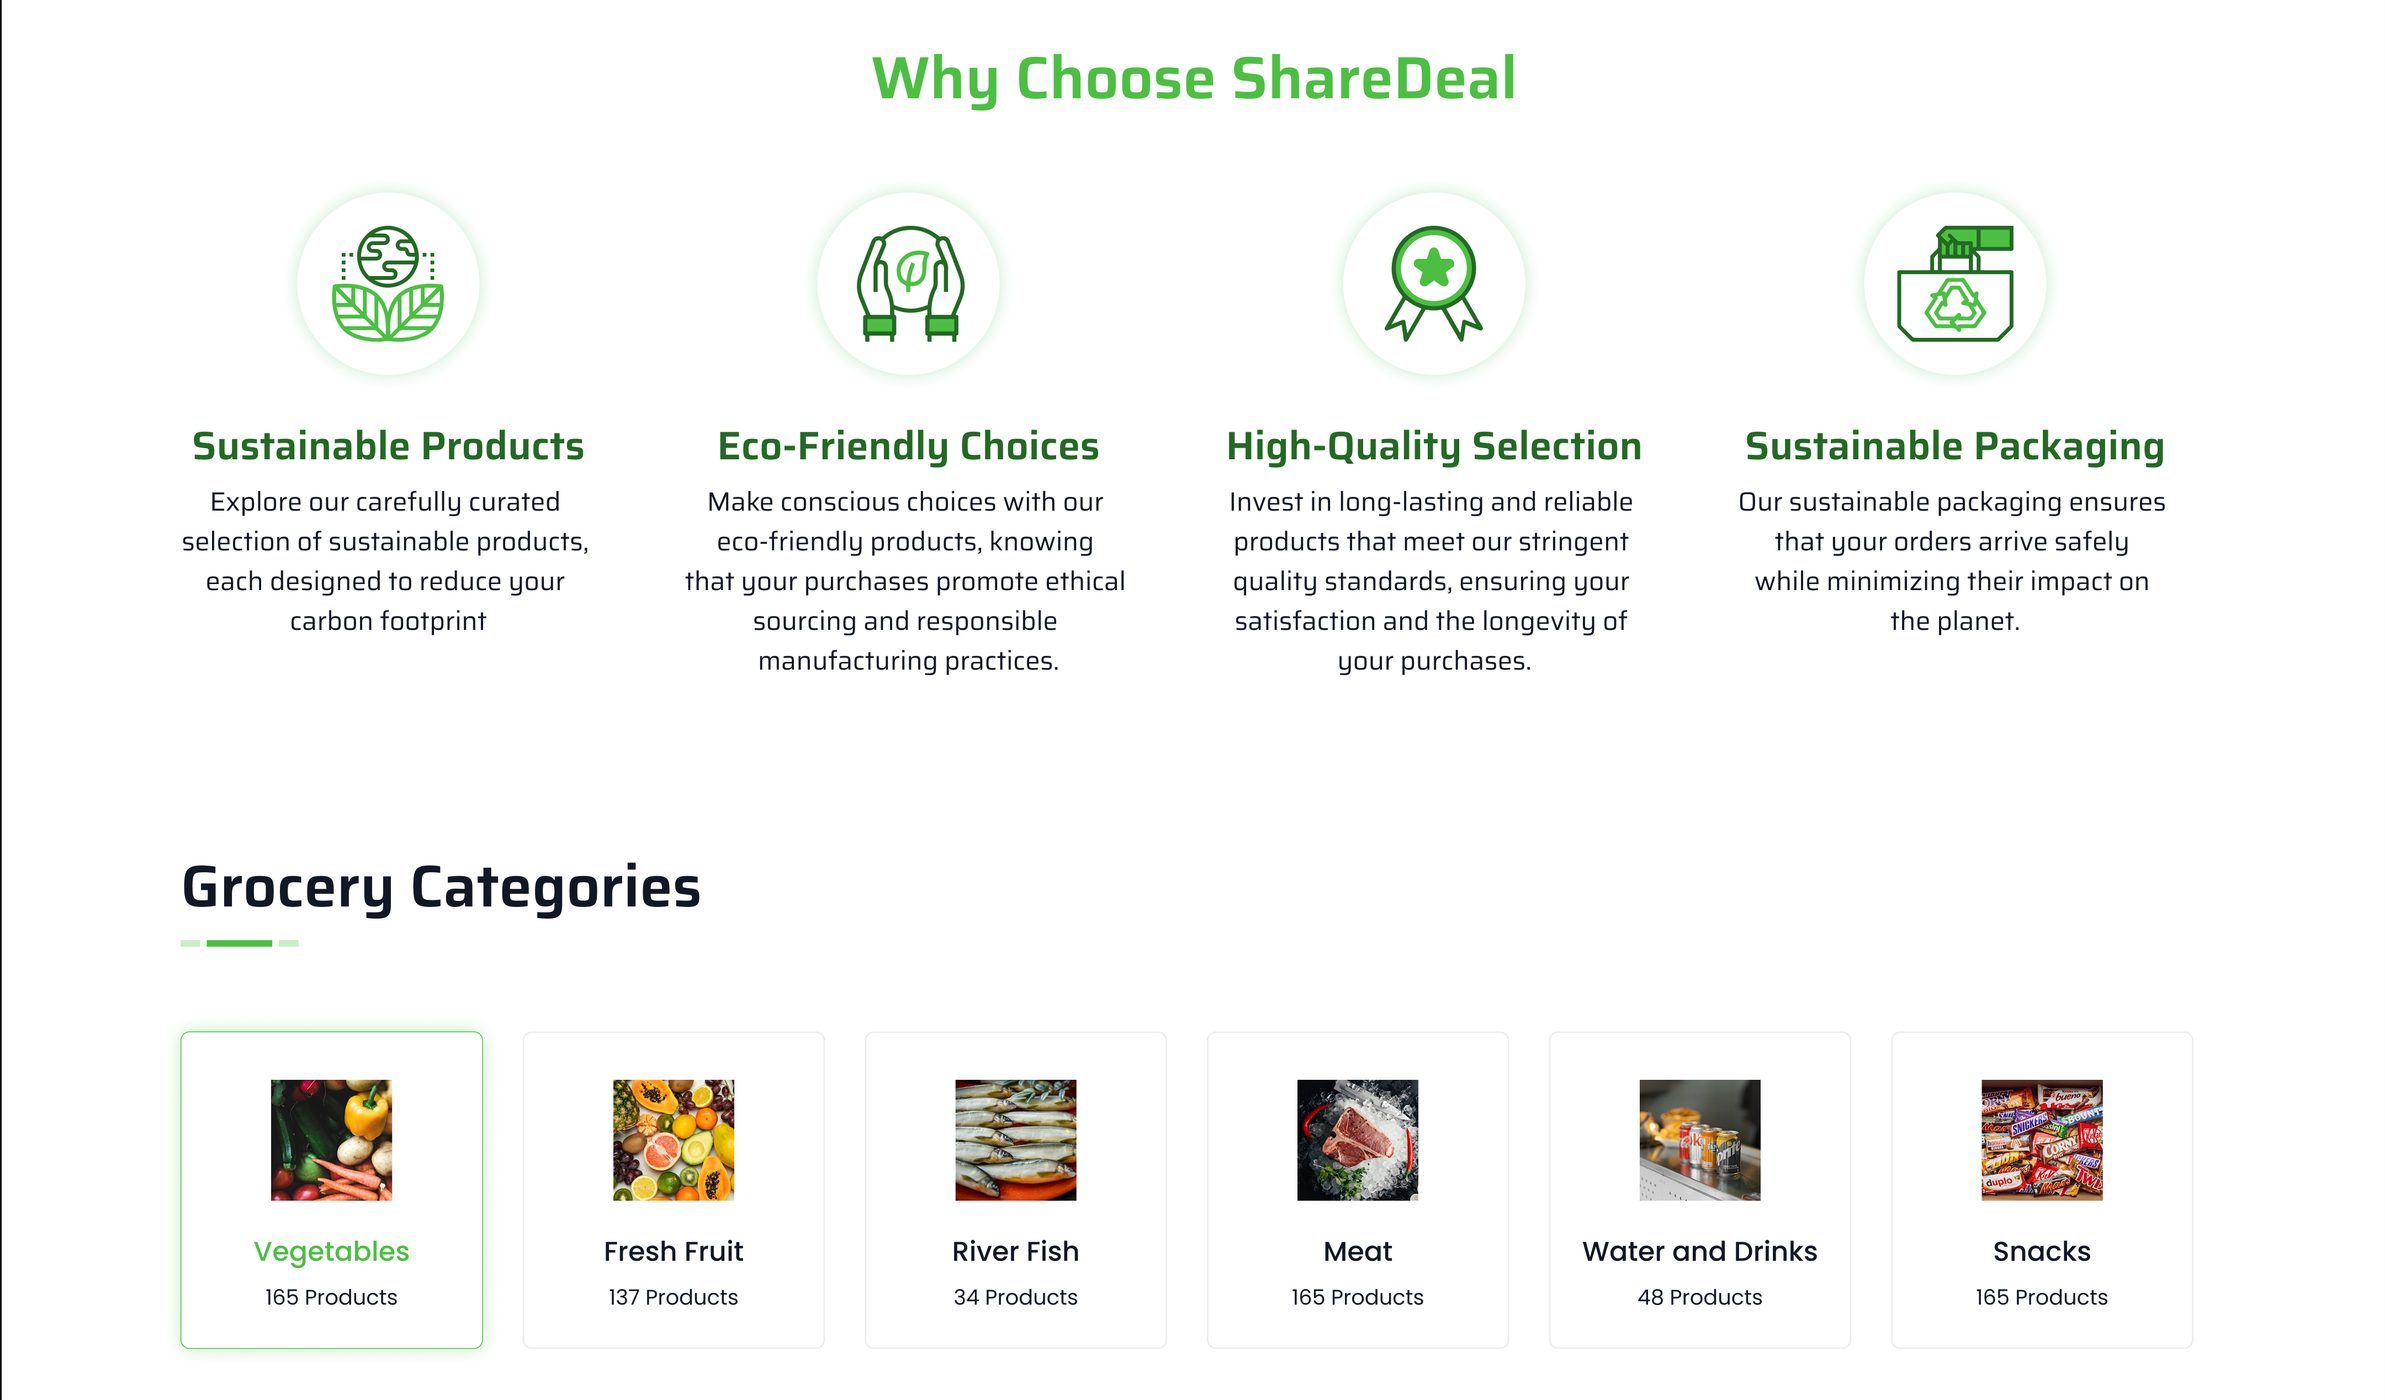 Why Choose ShareDeal
Sustainable Products
Explore our carefully curated
selection of sustainable products,
each designed to reduce your
carbon footprint
Eco-Friendly Choices
Make conscious choices with our
eco-friendly products, knowing
that your purchases promote ethical
sourcing and responsible
manufacturing practices.
High-Quality Selection
Invest in long-lasting and reliable
products that meet our stringent
quality standards, ensuring your
satisfaction and the longevity of
your purchases.
Sustainable Packaging
Our sustainable packaging ensures
that your orders arrive safely
while minimizing their impact on
the planet.
Grocery Categories
Vegetables
165 Products
Fresh Fruit
137 Products
River Fish
34 Products
Meat
165 Products
Water and Drinks
48 Products
bueno
SNICKERS
CORNY
duplo
Snacks
165 Products